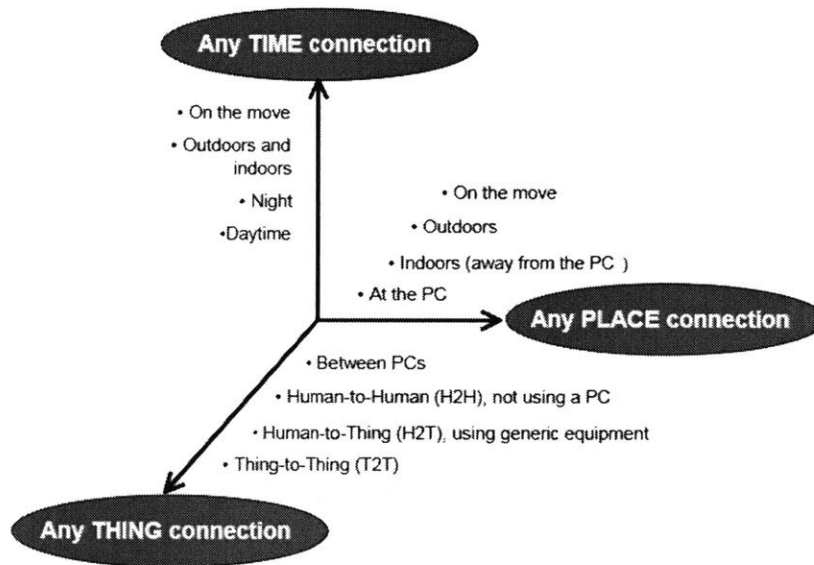 Any TIME connection
• On the move
• Outdoors and
indoors
• Night
•Daytime
• On the move
• Outdoors
• Indoors (away from the PC )
• At the PC
Any PLACE connection
• Between PCs
• Human-to-Human (H2H), not using a PC
• Human-to-Thing (H2T), using generic equipment
• Thing-to-Thing (T2T)
Any THING connection